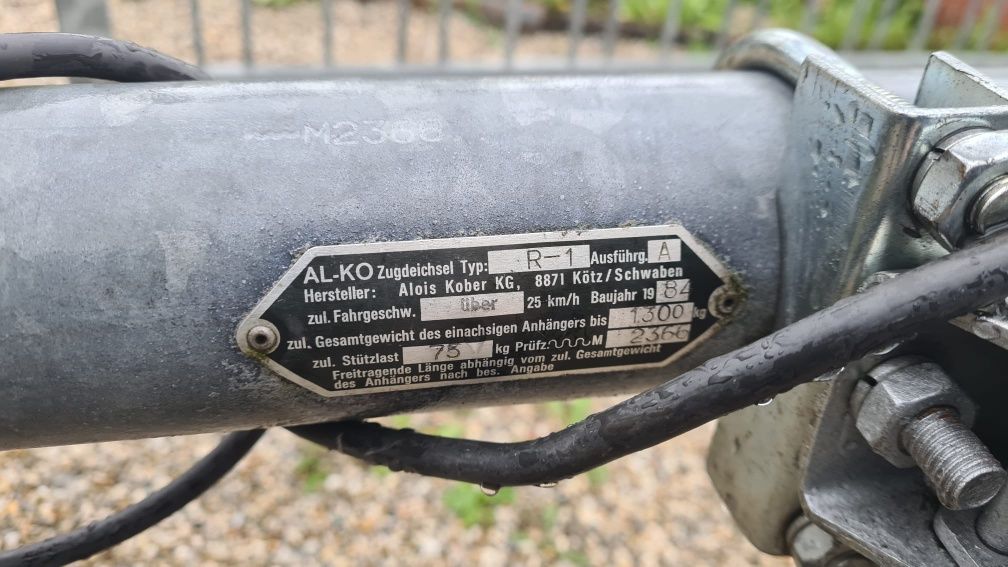 ~~M2366
AL-KO Zugdeichsel Typ: R-1 Ausführg. A
Hersteller: Alois Kober KG, 8871 Kötz/Schwaben
zul. Fahrgeschw. über 25 km/h Baujahr 19 84
zul. Gesamtgewicht des einachsigen Anhängers bis 1300 kg
zul. Stützlast 75 kg Prüfz. ~~~ M 2366
Freitragende Länge abhängig vom zul. Gesamtgewicht
des Anhängers nach bes. Angabe